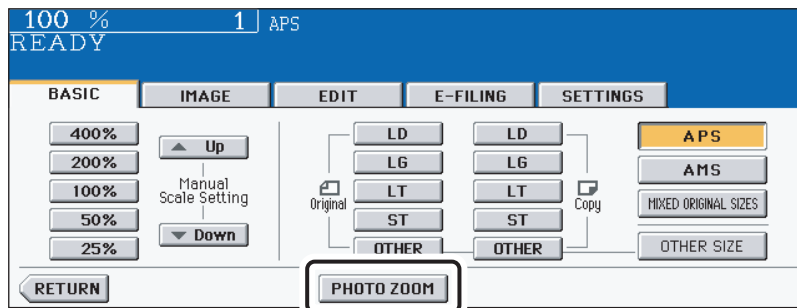 100 % 1 APS
READY
BASIC IMAGE EDIT E-FILING SETTINGS
400% Up LD LD APS
200% LG LG AMS
100% Manual Scale Setting Original LT LT Copy MIXED ORIGINAL SIZES
50% ST ST
25% Down OTHER OTHER OTHER SIZE
RETURN PHOTO ZOOM